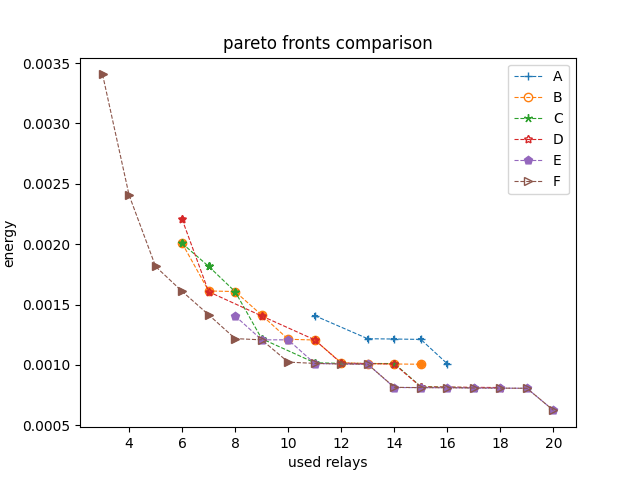 pareto fronts comparison
0.0035
0.0030
0.0025
0.0020
0.0015
0.0010
0.0005
energy
A
B
C
D
E
F
4 6 8 10 12 14 16 18 20
used relays